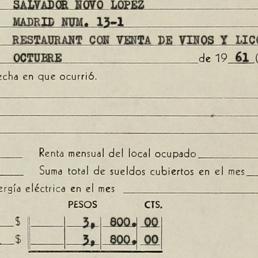 SALVADOR NOVO LOPEZ
MADRID NUM. 13-1
RESTAURANT CON VENTA DE VINOS Y LICO
OCTUBRE de 19 61 (
echa en que ocurrió.
Renta mensual del local ocupado
Suma total de sueldos cubiertos en el mes
ergía eléctrica en el mes
PESOS CTS.
$ 3, 800. 00
$ 3, 800. 00